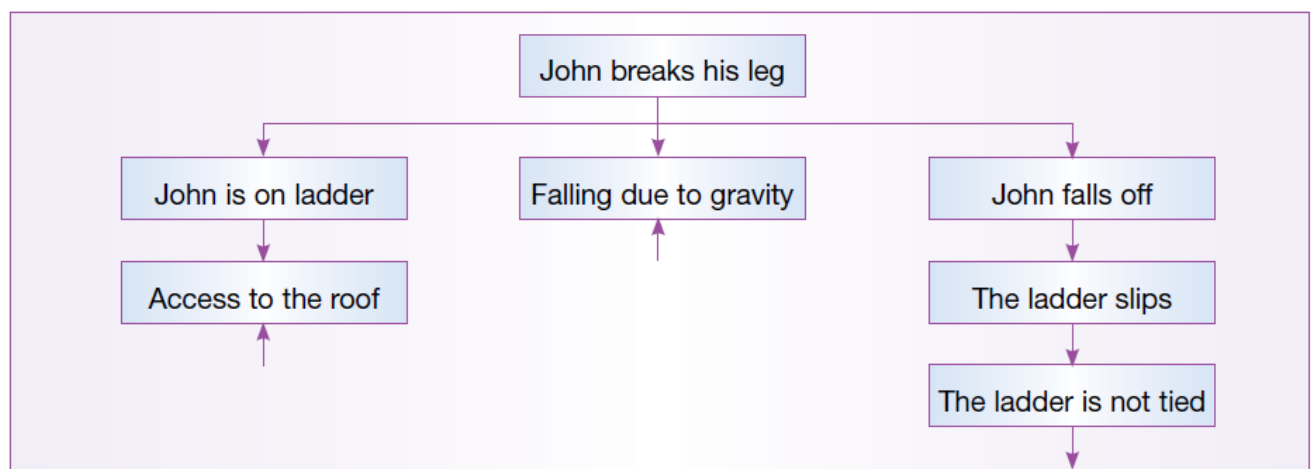 John breaks his leg
John is on ladder
Falling due to gravity
John falls off
Access to the roof
The ladder slips
The ladder is not tied